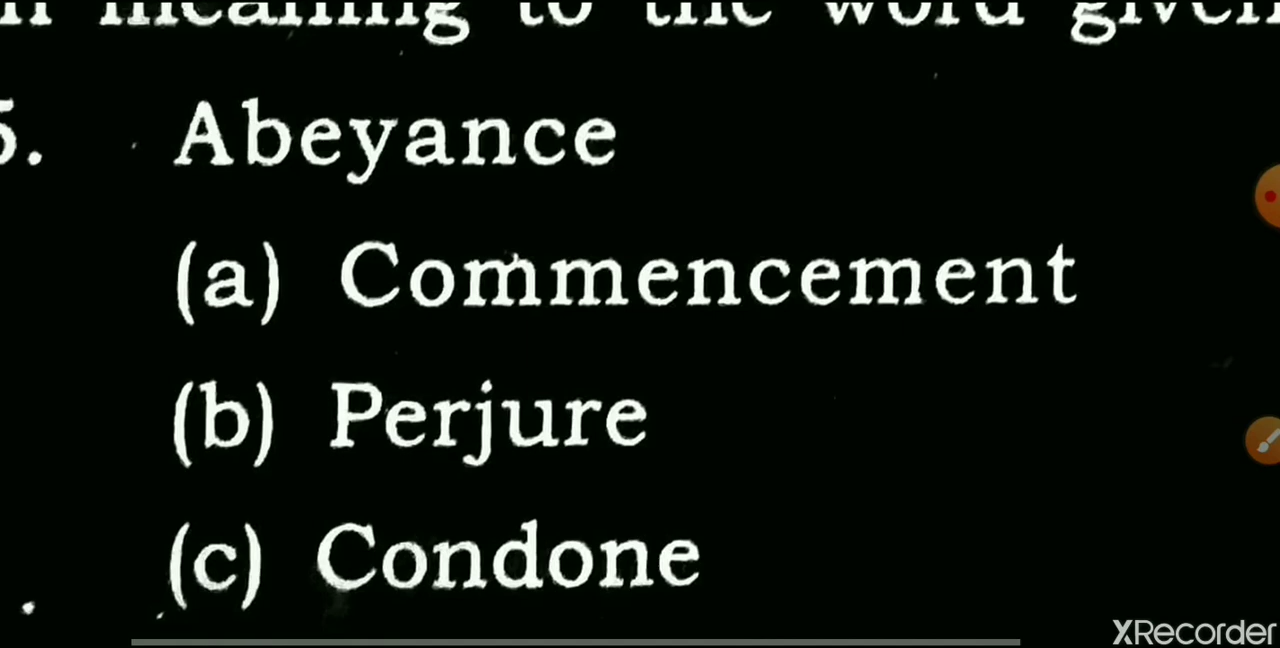 meaning to the word given
5. Abeyance
(a) Commencement
(b) Perjure
(c) Condone
XRecorder